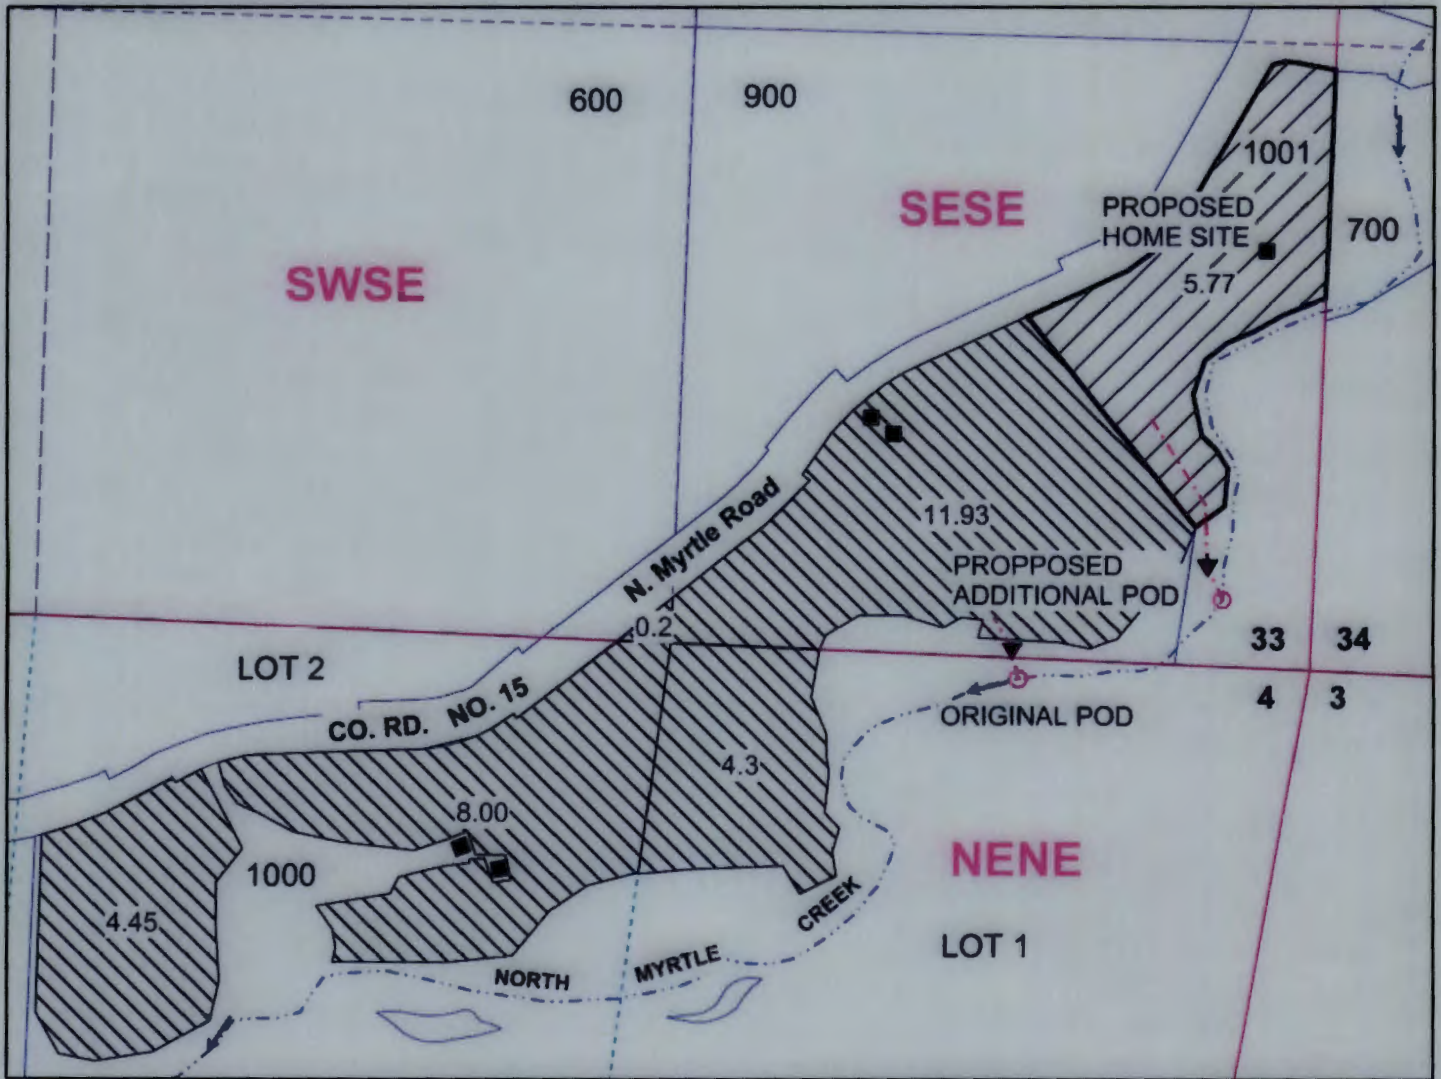 600
900
1001
SESE
PROPOSED
HOME SITE
700
SWSE
5.77
11.93
N. Myrtle Road
PROPPOSED
ADDITIONAL POD
0.2
33
34
LOT 2
4
3
CO. RD. NO. 15
ORIGINAL POD
4.3
8.00
NENE
1000
4.45
CREEK
LOT 1
NORTH MYRTLE